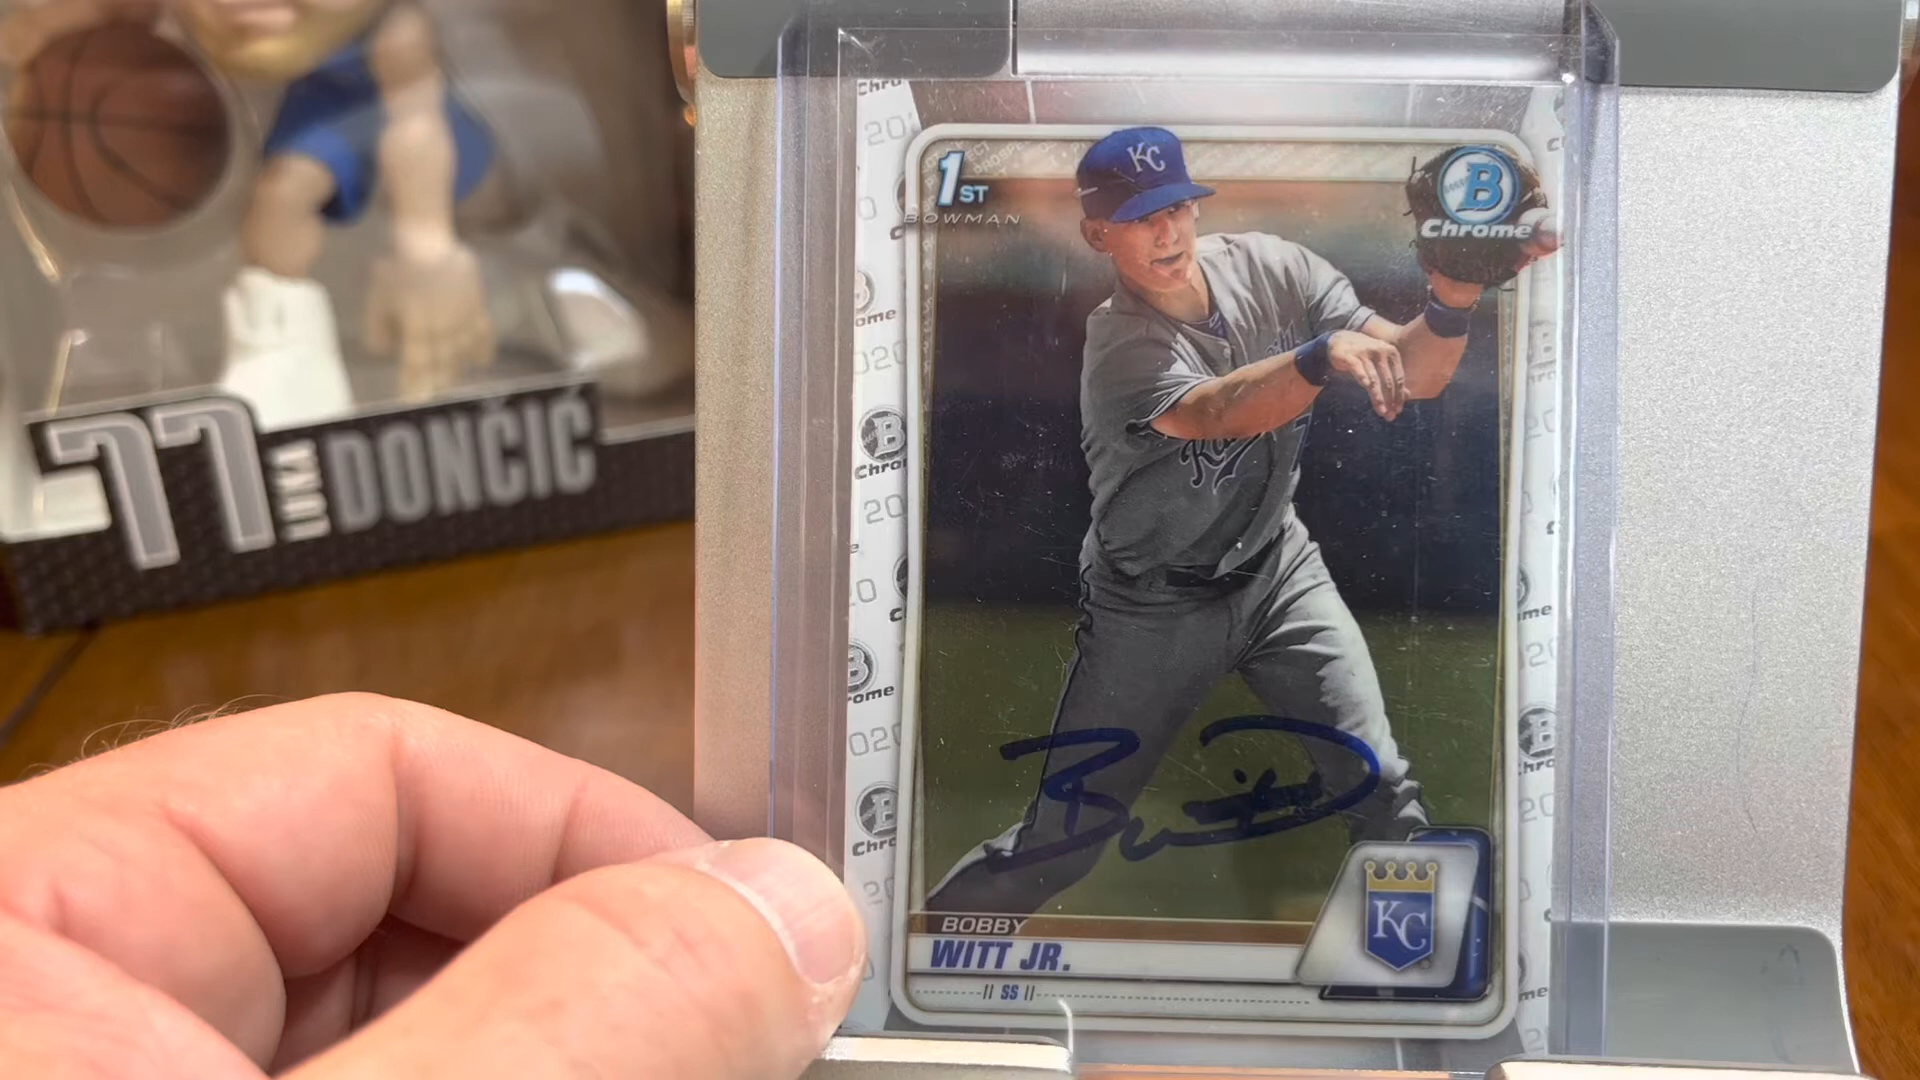 77
LUKA
DONČIĆ
1ST
BOWMAN
B
Chrome
KC
BOBBY
WITT JR.
SS
KC